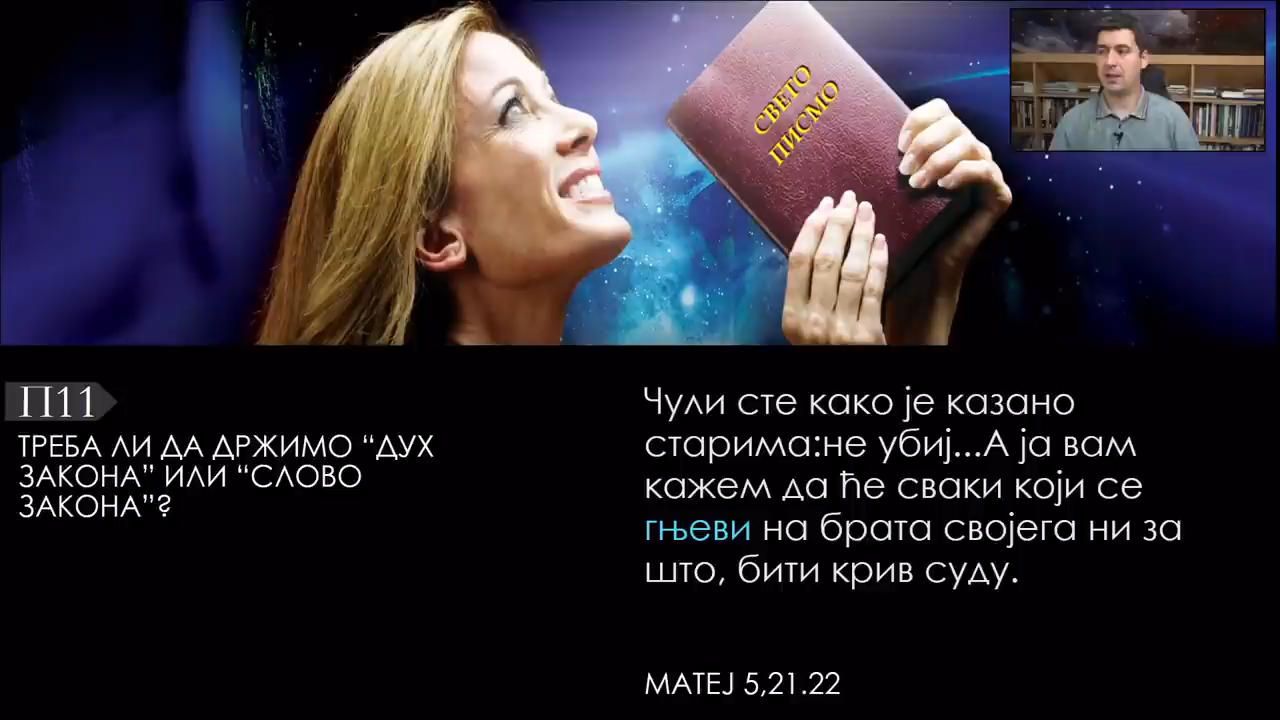 СВЕТО
ПИСМО
П11
ТРЕБА ЛИ ДА ДРЖИМО “ДУХ
ЗАКОНА” ИЛИ “СЛОВО
ЗАКОНА”?
Чули сте како је казано
старима:не убиј...А ја вам
кажем да ће сваки који се
гњеви на брата својега ни за
што, бити крив суду.
МАТЕЈ 5,21.22